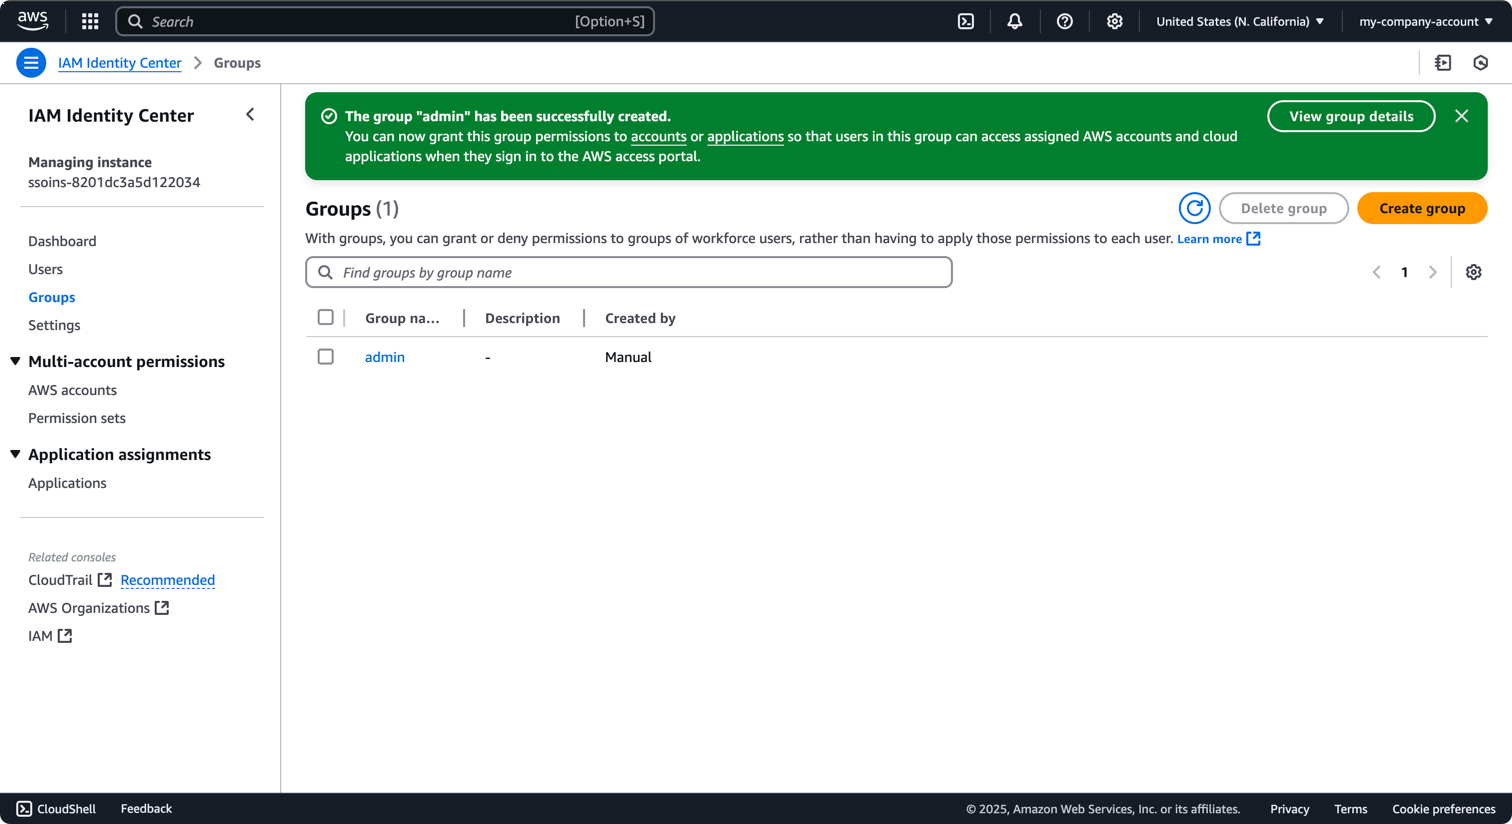 aws
Search [Option+S]
United States (N. California)
my-company-account
IAM Identity Center
Groups
IAM Identity Center
Managing instance
ssoins-8201dc3a5d122034
Dashboard
Users
Groups
Settings
Multi-account permissions
AWS accounts
Permission sets
Application assignments
Applications
Related consoles
CloudTrail Recommended
AWS Organizations
IAM
The group "admin" has been successfully created.
You can now grant this group permissions to accounts or applications so that users in this group can access assigned AWS accounts and cloud
applications when they sign in to the AWS access portal.
View group details
Groups (1)
Delete group
Create group
With groups, you can grant or deny permissions to groups of workforce users, rather than having to apply those permissions to each user. Learn more
Find groups by group name
1
Group na... Description Created by
admin - Manual
CloudShell Feedback
© 2025, Amazon Web Services, Inc. or its affiliates. Privacy Terms Cookie preferences